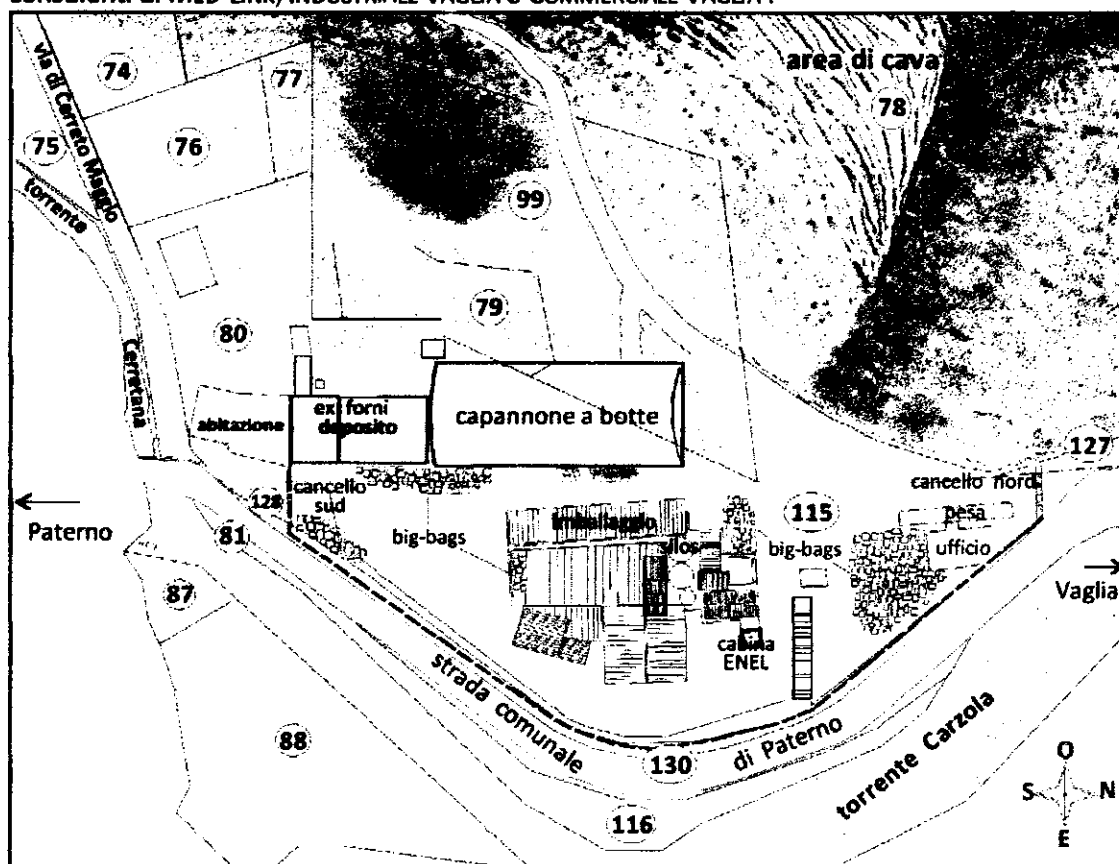 74
77
area di cava
78
75
76
via di Cerreto Maggio
torrente
99
79
80
Cerretana
abitazione
ex forni
deposito
capannone a botte
127
cancello nord
128
cancello
sud
Paterno
81
big-bags
imballaggio
silos
115
big-bags
pesa
ufficio
Vaglia
87
cabina
ENEL
strada comunale
di Paterno
torrente Carzola
88
130
116
O
S N
E